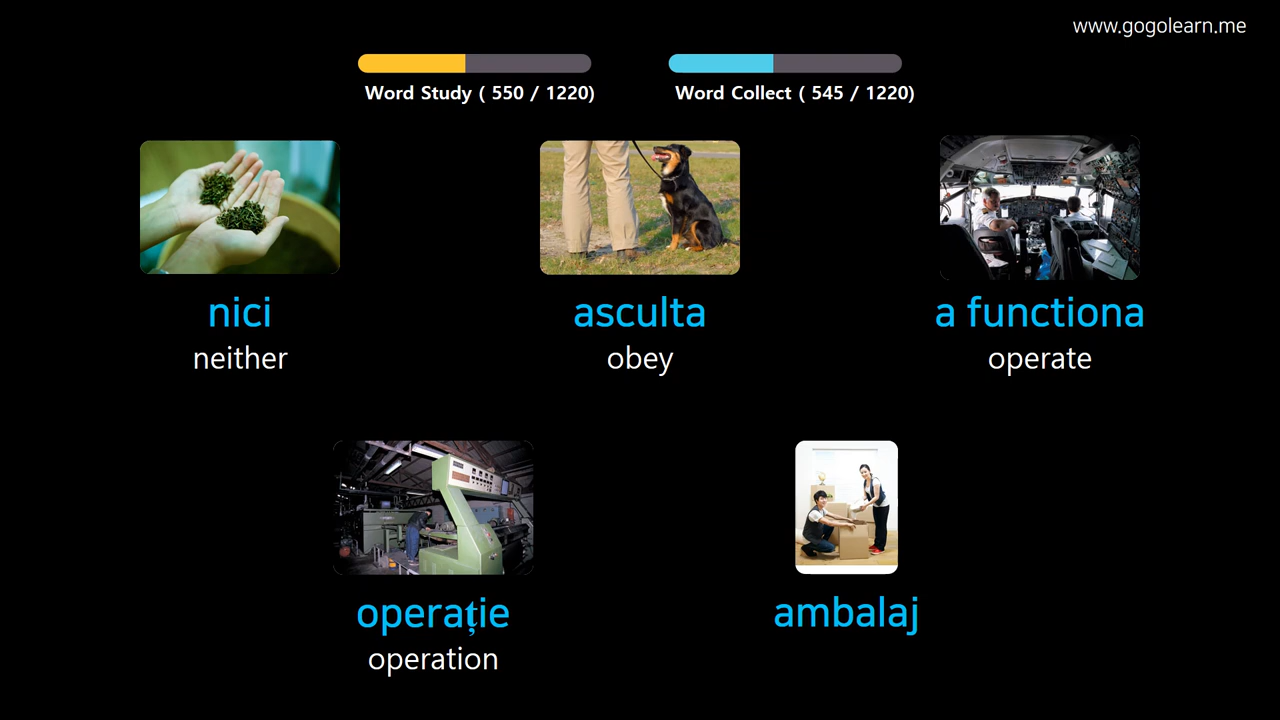 www.gogolearn.me
Word Study ( 550 / 1220)
Word Collect ( 545 / 1220)
nici
neither
asculta
obey
a functiona
operate
operație
operation
ambalaj